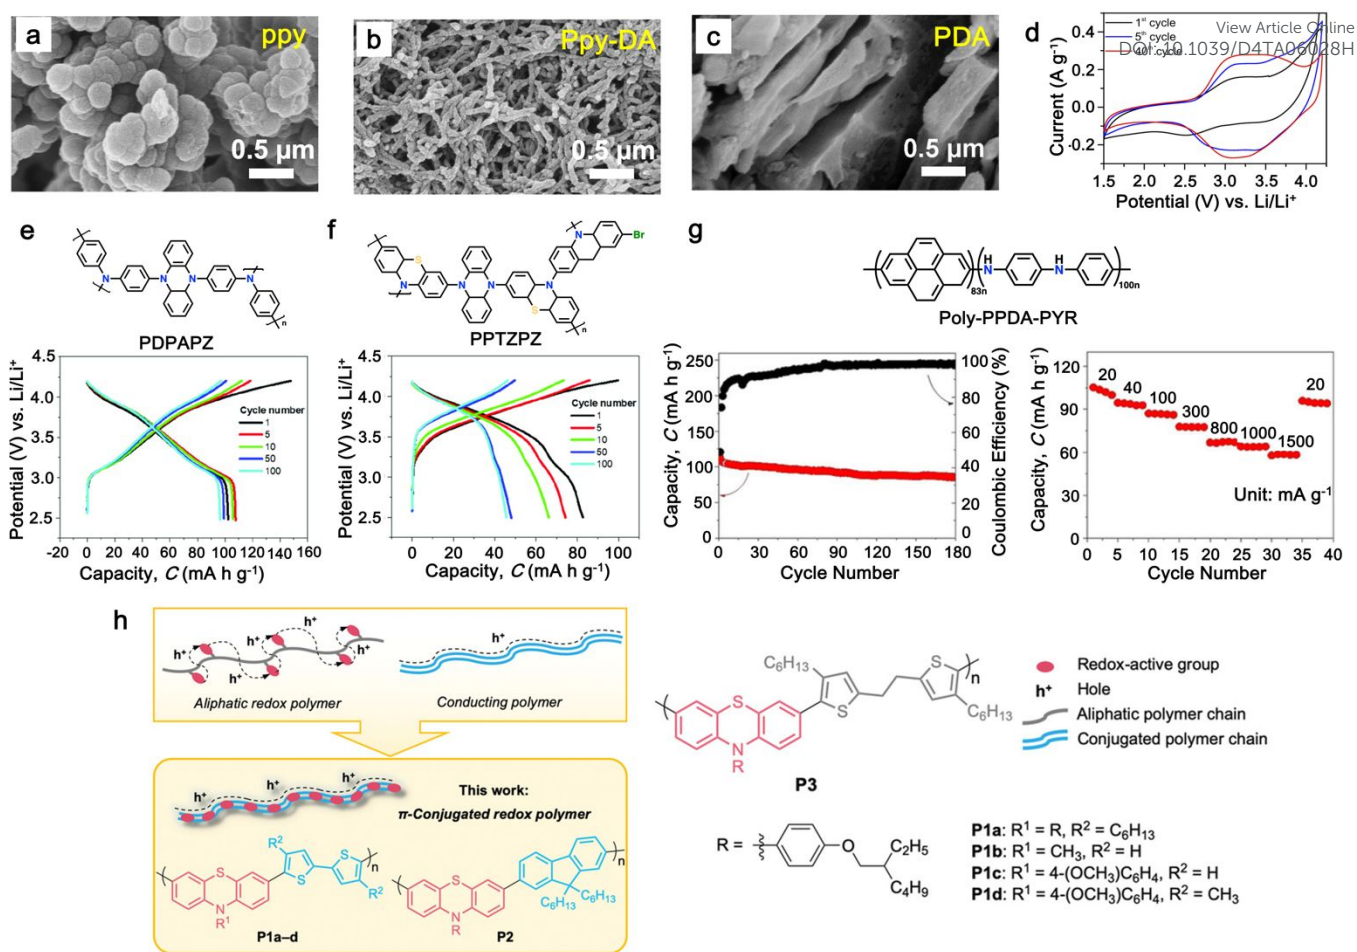 a
ppy
0.5 µm
b
Ppy-DA
0.5 µm
c
PDA
0.5 µm
d
View Article Online
DOI: 10.1039/D4TA06028H
1st cycle
5th cycle
40th cycle
Current (A g-1)
0.4
0.2
0.0
-0.2
1.5 2.0 2.5 3.0 3.5 4.0
Potential (V) vs. Li/Li+
e
N
N
N
N
n
PDPAPZ
Potential (V) vs. Li/Li+
4.5
4.0
3.5
3.0
2.5
Cycle number
1
5
10
50
100
-20 0 20 40 60 80 100 120 140 160
Capacity, C (mA h g-1)
f
S
N
N
N
N
S
N
Br
n
PPTZPZ
Potential (V) vs. Li/Li+
4.5
4.0
3.5
3.0
2.5
Cycle number
1
5
10
50
100
0 20 40 60 80 100
Capacity, C (mA h g-1)
g
83n
H
N
H
N
100n
Poly-PPDA-PYR
Capacity, C (mA h g-1)
250
200
150
100
50
0
100
80
60
40
20
0
Coulombic Efficiency (%)
0 30 60 90 120 150 180
Cycle Number
Capacity, C (mA h g-1)
120
90
60
30
0
20
40
100
300
800
1000
1500
20
Unit: mA g-1
0 5 10 15 20 25 30 35 40
Cycle Number
h
h+
h+
h+
h+
h+
Aliphatic redox polymer
h+
Conducting polymer
h+
h+
h+
This work:
π-Conjugated redox polymer
S
N
R1
R2
S
S
R2
n
P1a–d
S
N
R
C6H13
C6H13
n
P2
S
N
R
C6H13
S
S
C6H13
n
P3
Redox-active group
h+ Hole
Aliphatic polymer chain
Conjugated polymer chain
R =
O
C2H5
C4H9
P1a: R1 = R, R2 = C6H13
P1b: R1 = CH3, R2 = H
P1c: R1 = 4-(OCH3)C6H4, R2 = H
P1d: R1 = 4-(OCH3)C6H4, R2 = CH3